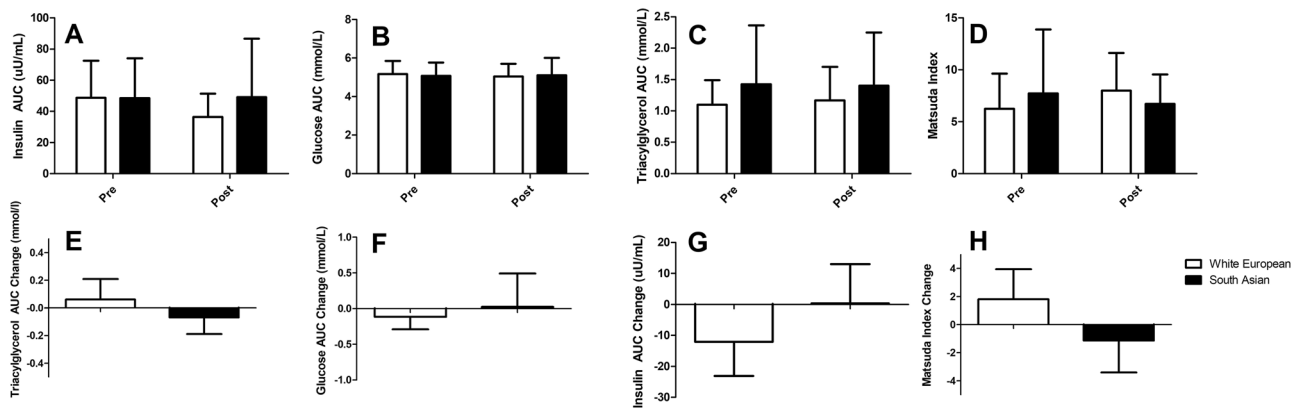 A
Insulin AUC (uU/mL)
100
80
60
40
20
0
Pre
Post
B
Glucose AUC (mmol/L)
8
6
4
2
0
Pre
Post
C
Triacylglycerol AUC (mmol/L)
2.5
2.0
1.5
1.0
0.5
0.0
Pre
Post
D
Matsuda Index
15
10
5
0
Pre
Post
E
Triacylglycerol AUC Change (mmol/l)
0.4
0.2
-0.0
-0.2
-0.4
F
Glucose AUC Change (mmol/L)
1.0
0.5
0.0
-0.5
-1.0
G
Insulin AUC Change (uU/mL)
20
10
0
-10
-20
-30
H
Matsuda Index Change
4
2
0
-2
-4
White European
South Asian